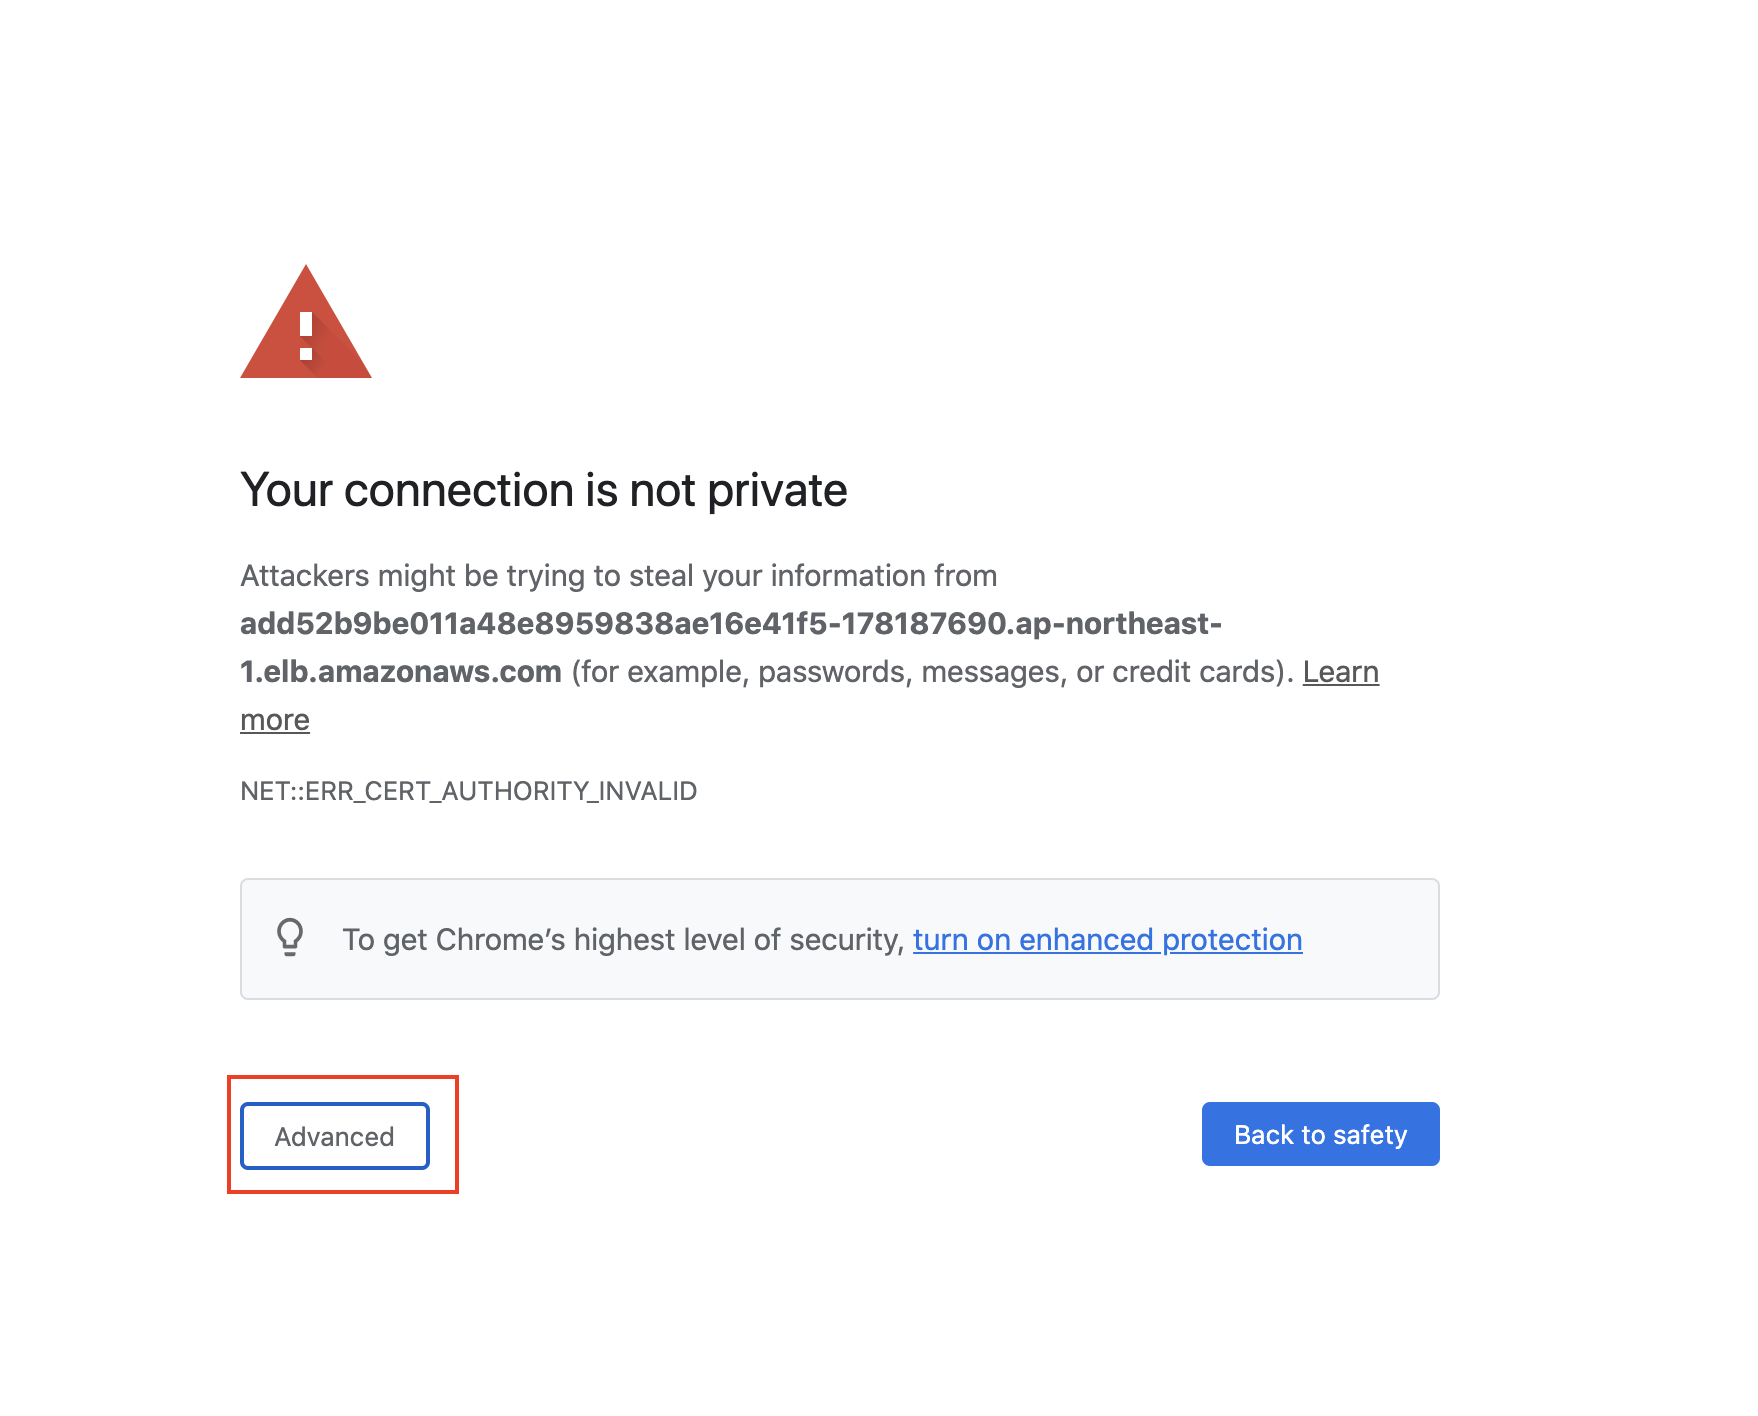 Your connection is not private
Attackers might be trying to steal your information from
add52b9be011a48e8959838ae16e41f5-178187690.ap-northeast-
1.elb.amazonaws.com (for example, passwords, messages, or credit cards). Learn
more
NET::ERR_CERT_AUTHORITY_INVALID
To get Chrome’s highest level of security, turn on enhanced protection
Advanced
Back to safety